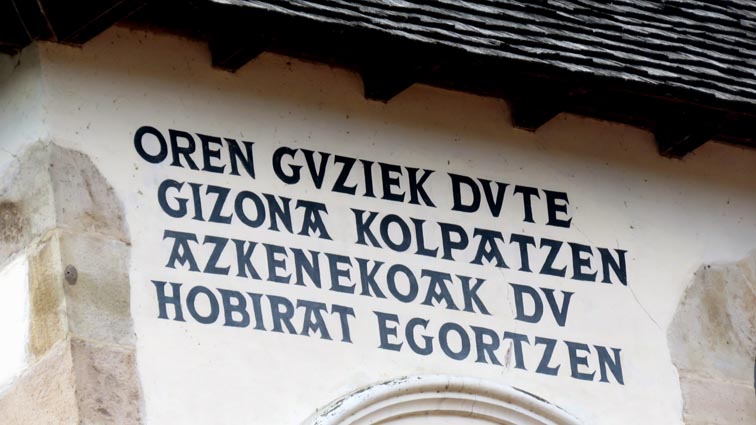 OREN GVZIEK DVTE
GIZONA KOLPATZEN
AZKENEKOAK DV
HOBIRAT EGORTZEN